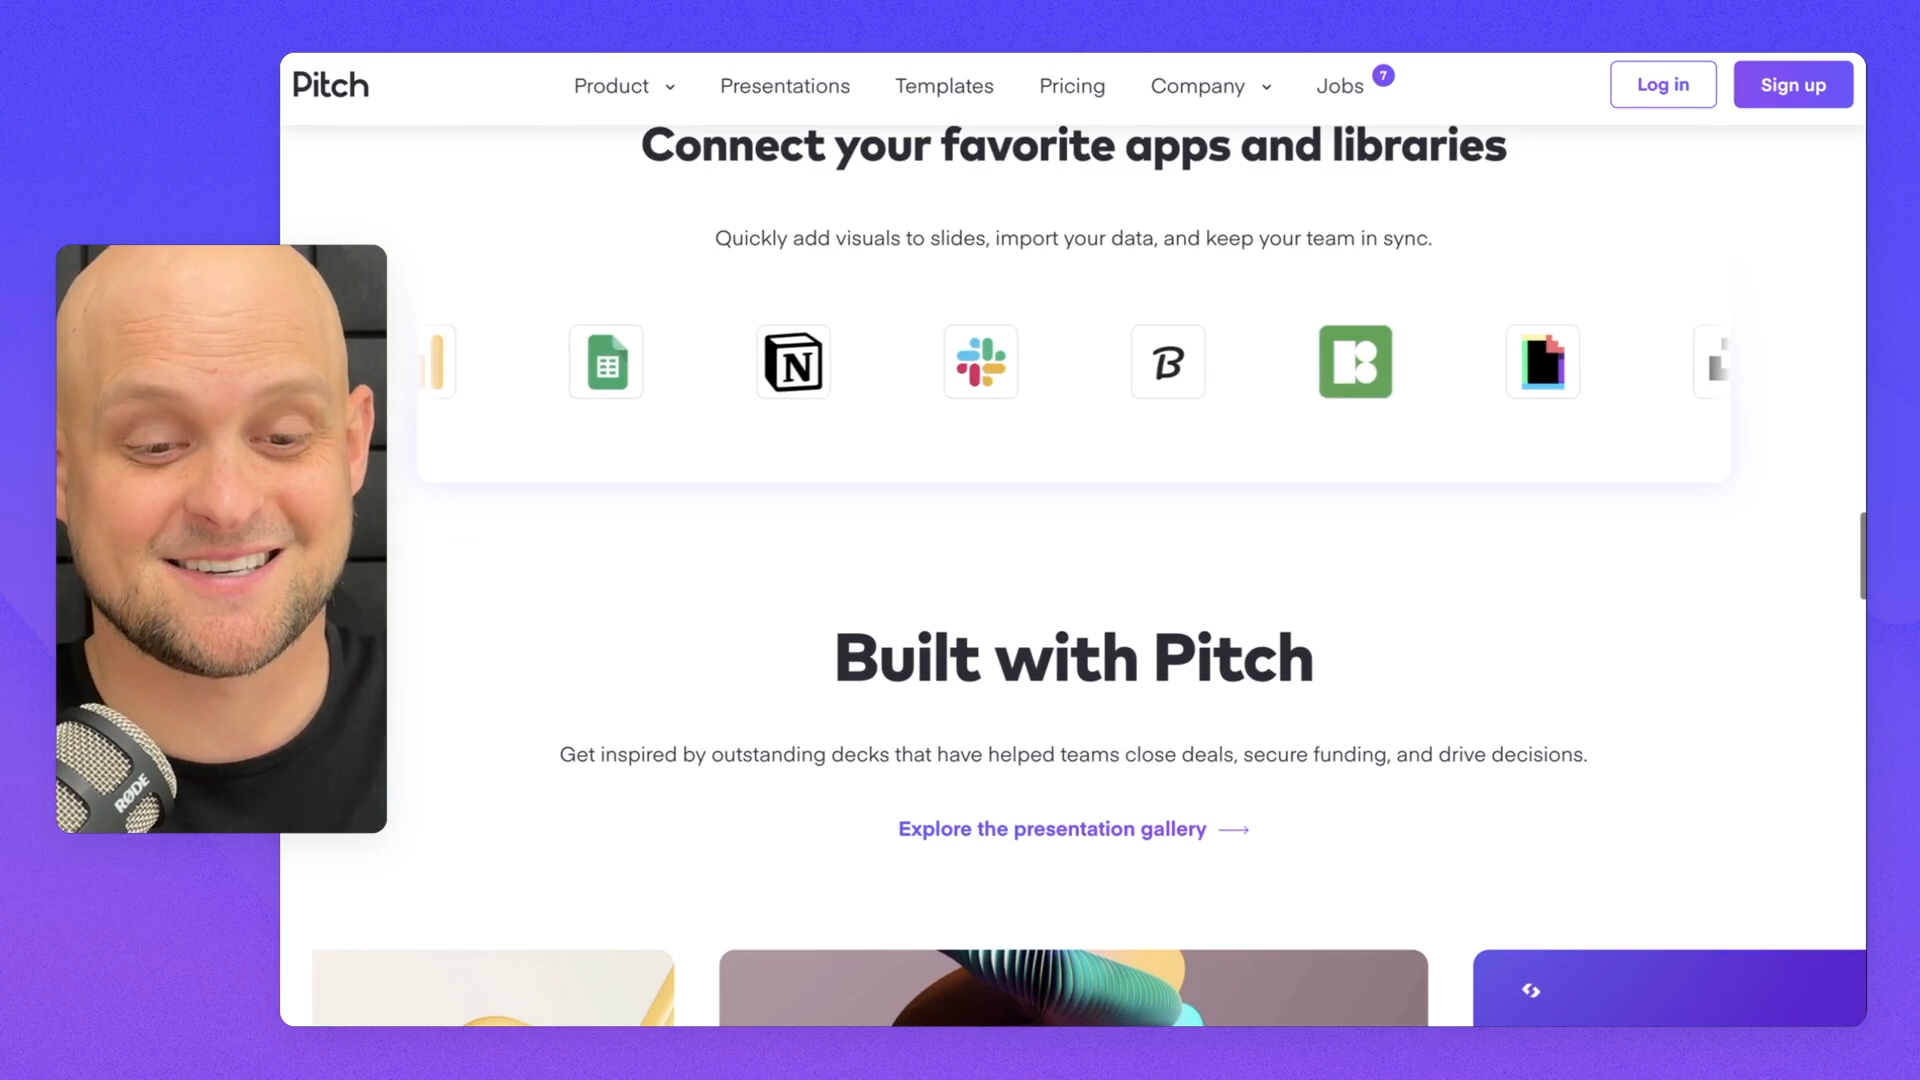 Pitch
Product
Presentations
Templates
Pricing
Company
Jobs
7
Log in
Sign up
Connect your favorite apps and libraries
Quickly add visuals to slides, import your data, and keep your team in sync.
N
B
RØDE
Built with Pitch
Get inspired by outstanding decks that have helped teams close deals, secure funding, and drive decisions.
Explore the presentation gallery